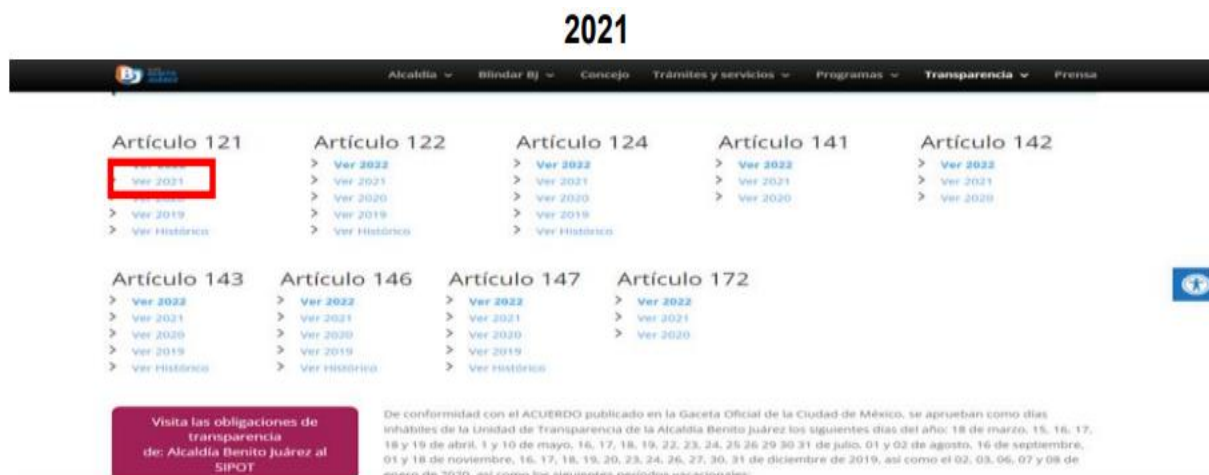 2021
BJ
Alcaldía Blindar BJ Concejo Trámites y servicios Programas Transparencia Prensa
Artículo 121 Artículo 122 Artículo 124 Artículo 141 Artículo 142
> Ver 2022 > Ver 2022 > Ver 2022 > Ver 2022
Ver 2021 > Ver 2021 > Ver 2021 > Ver 2021 > Ver 2021
> Ver 2020 > Ver 2020 > Ver 2020 > Ver 2020
> Ver 2019 > Ver 2019 > Ver 2019
> Ver Histórico > Ver Histórico > Ver Histórico
Artículo 143 Artículo 146 Artículo 147 Artículo 172
> Ver 2022 > Ver 2022 > Ver 2022 > Ver 2022
> Ver 2021 > Ver 2021 > Ver 2021 > Ver 2021
> Ver 2020 > Ver 2020 > Ver 2020 > Ver 2020
> Ver 2019 > Ver 2019 > Ver 2019
> Ver Histórico > Ver Histórico > Ver Histórico
Visita las obligaciones de
transparencia
de: Alcaldía Benito Juárez al
SIPOT
De conformidad con el ACUERDO publicado en la Gaceta Oficial de la Ciudad de México, se aprueban como días
inhábiles de la Unidad de Transparencia de la Alcaldía Benito Juárez los siguientes días del año: 18 de marzo, 15, 16, 17,
18 y 19 de abril, 1 y 10 de mayo, 16, 17, 18, 19, 22, 23, 24, 25 26 29 30 31 de julio, 01 y 02 de agosto, 16 de septiembre,
01 y 18 de noviembre, 16, 17, 18, 19, 20, 23, 24, 26, 27, 30, 31 de diciembre de 2019, así como el 02, 03, 06, 07 y 08 de
enero de 2020, así como los siguientes períodos vacacionales: